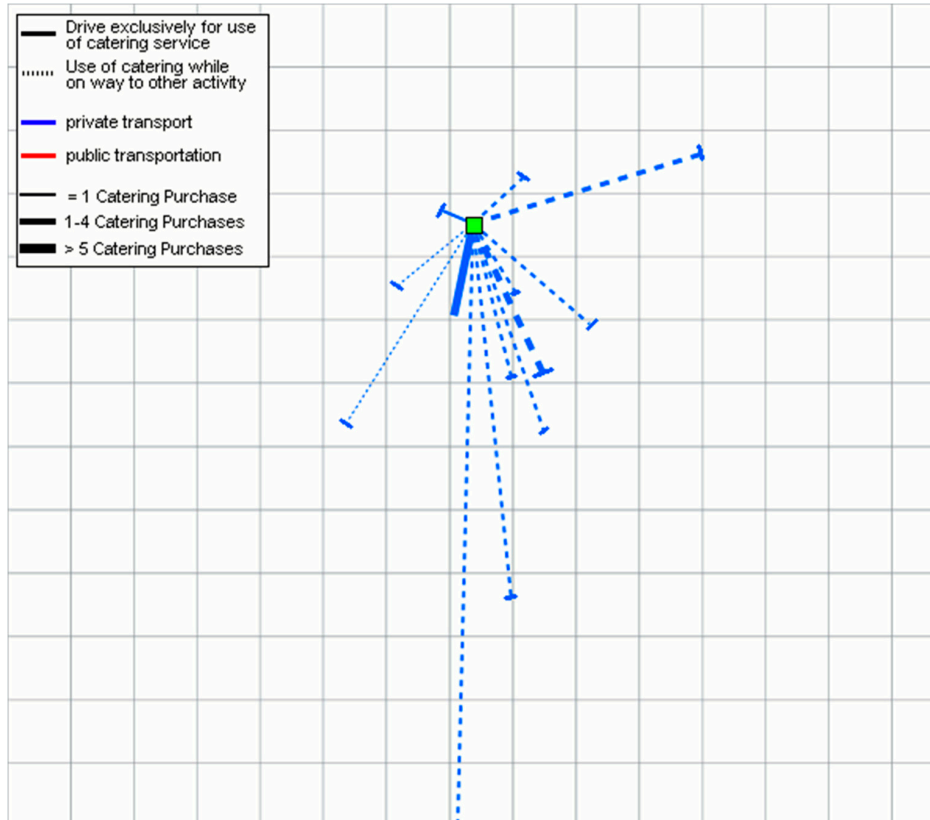 Drive exclusively for use
of catering service
Use of catering while
on way to other activity
private transport
public transportation
= 1 Catering Purchase
1-4 Catering Purchases
> 5 Catering Purchases